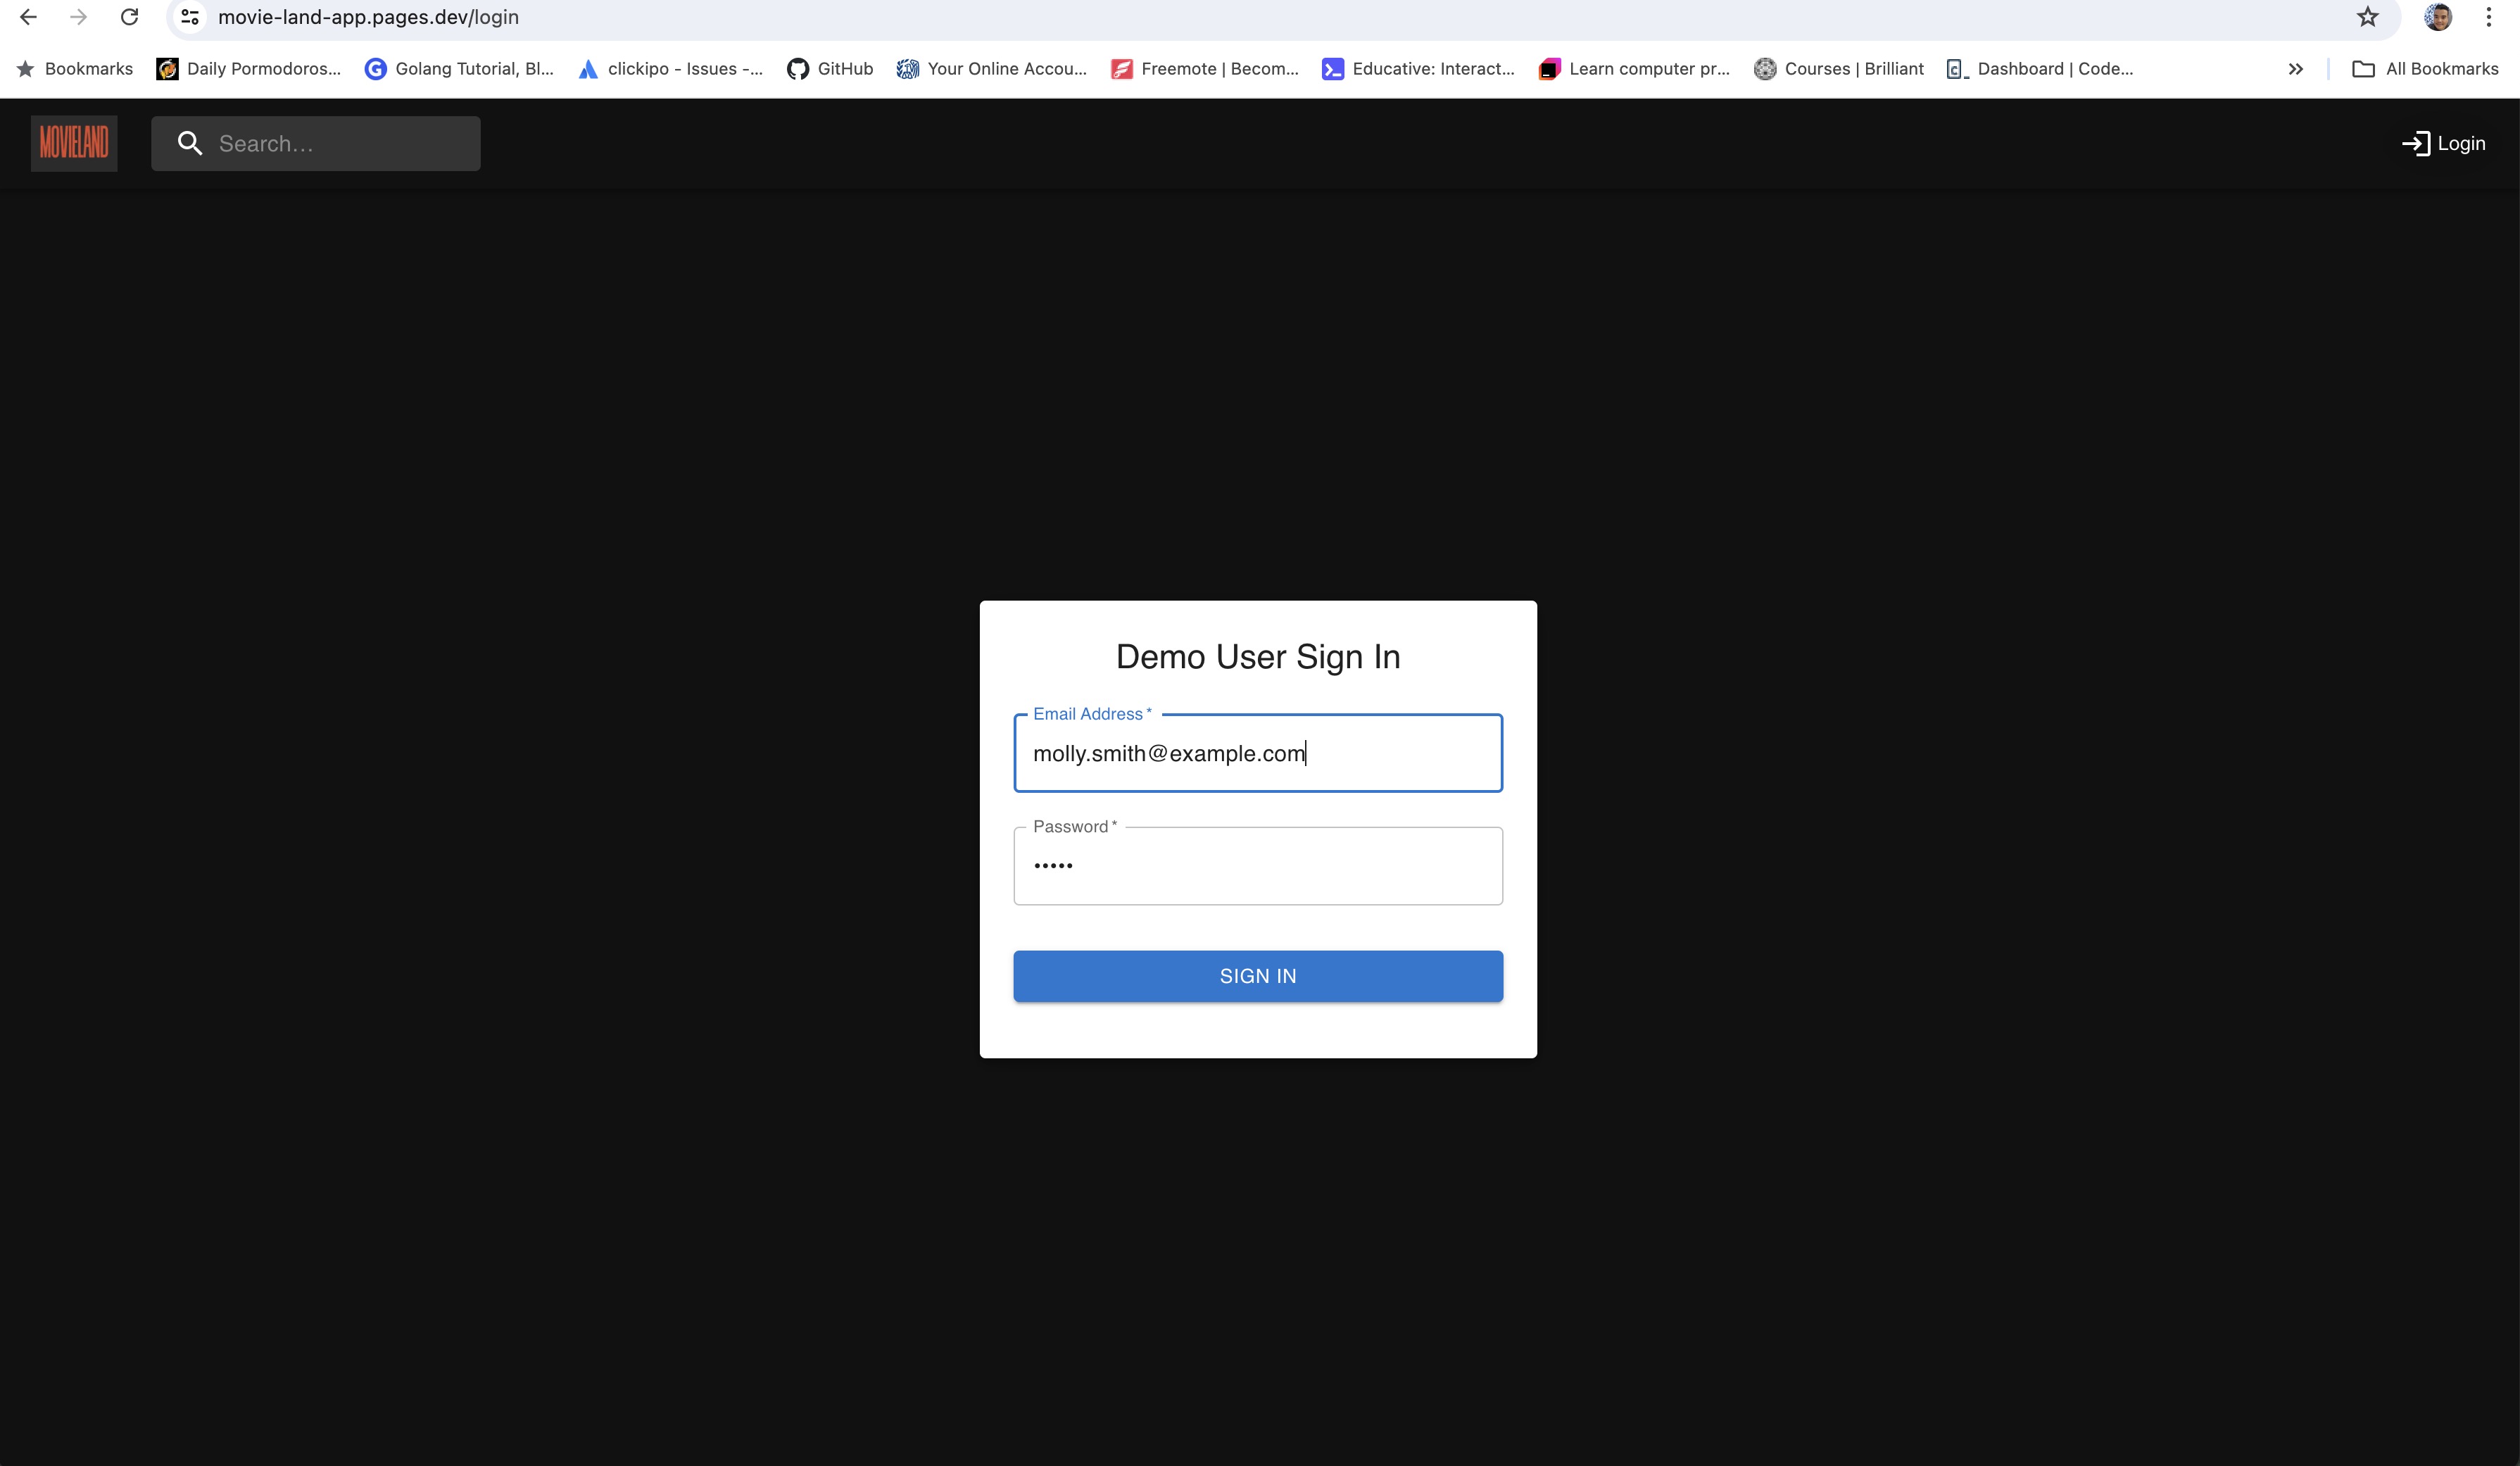 movie-land-app.pages.dev/login
Bookmarks Daily Pormodoros... Golang Tutorial, Bl... clickipo - Issues -... GitHub Your Online Accou... Freemote | Becom... Educative: Interact... Learn computer pr... Courses | Brilliant Dashboard | Code... All Bookmarks
MOVIELAND Search... Login
Demo User Sign In
Email Address *
molly.smith@example.com
Password *
•••••
SIGN IN